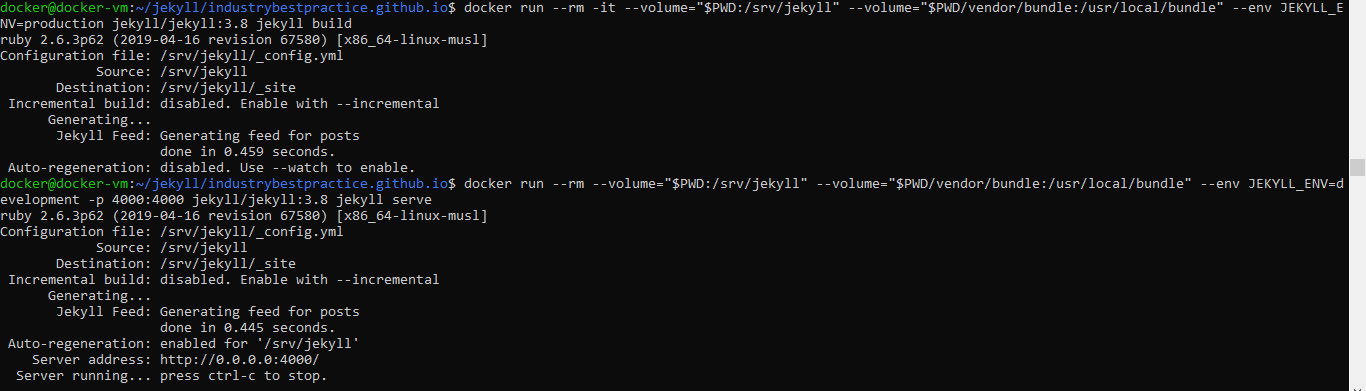 docker@docker-vm:~/jekyll/industrybestpractice.github.io$ docker run --rm -it --volume="$PWD:/srv/jekyll" --volume="$PWD/vendor/bundle:/usr/local/bundle" --env JEKYLL_E
NV=production jekyll/jekyll:3.8 jekyll build
ruby 2.6.3p62 (2019-04-16 revision 67580) [x86_64-linux-musl]
Configuration file: /srv/jekyll/_config.yml
Source: /srv/jekyll
Destination: /srv/jekyll/_site
Incremental build: disabled. Enable with --incremental
Generating...
Jekyll Feed: Generating feed for posts
done in 0.459 seconds.
Auto-regeneration: disabled. Use --watch to enable.
docker@docker-vm:~/jekyll/industrybestpractice.github.io$ docker run --rm --volume="$PWD:/srv/jekyll" --volume="$PWD/vendor/bundle:/usr/local/bundle" --env JEKYLL_ENV=d
evelopment -p 4000:4000 jekyll/jekyll:3.8 jekyll serve
ruby 2.6.3p62 (2019-04-16 revision 67580) [x86_64-linux-musl]
Configuration file: /srv/jekyll/_config.yml
Source: /srv/jekyll
Destination: /srv/jekyll/_site
Incremental build: disabled. Enable with --incremental
Generating...
Jekyll Feed: Generating feed for posts
done in 0.445 seconds.
Auto-regeneration: enabled for '/srv/jekyll'
Server address: http://0.0.0.0:4000/
Server running... press ctrl-c to stop.